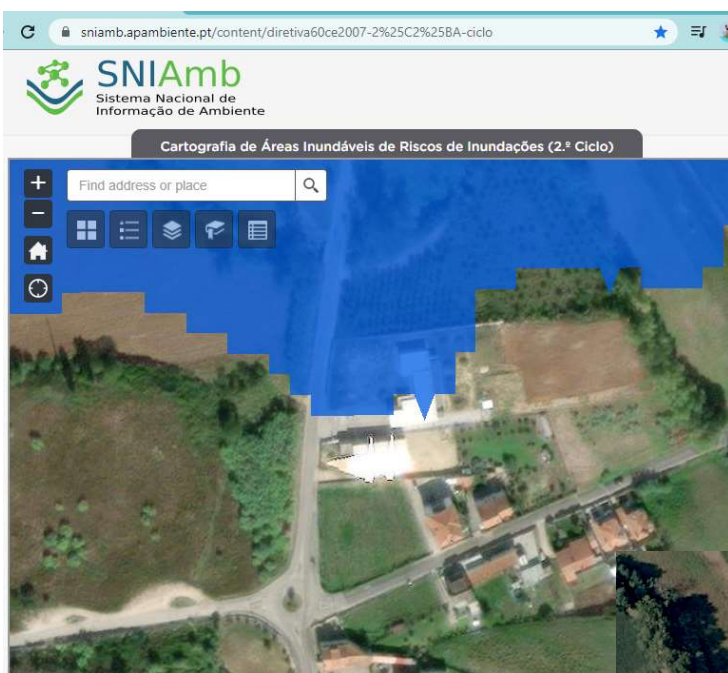 sniamb.apambiente.pt/content/diretiva60ce2007-2%25C2%25BA-ciclo
SNIAmb
Sistema Nacional de
Informação de Ambiente
Cartografia de Áreas Inundáveis de Riscos de Inundações (2.º Ciclo)
Find address or place